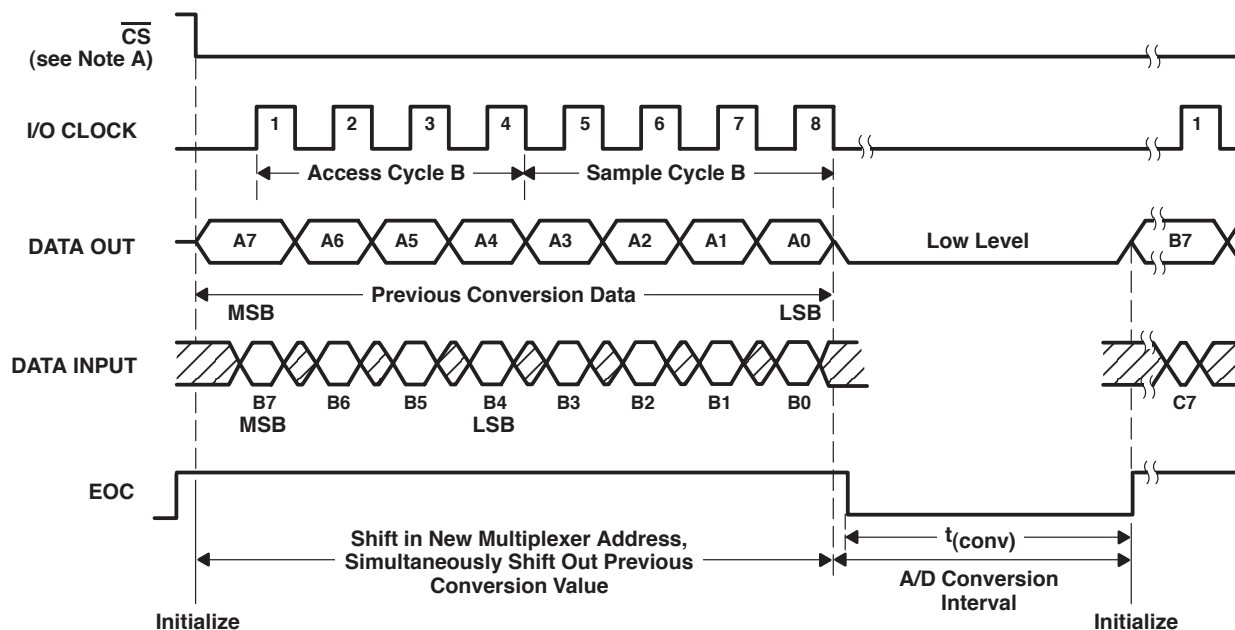 CS
(see Note A)
I/O CLOCK
1 2 3 4 5 6 7 8 1
Access Cycle B Sample Cycle B
DATA OUT
A7 A6 A5 A4 A3 A2 A1 A0 Low Level B7
Previous Conversion Data
MSB LSB
DATA INPUT
B7 B6 B5 B4 B3 B2 B1 B0 C7
MSB LSB
EOC
t(conv)
Shift in New Multiplexer Address,
Simultaneously Shift Out Previous
Conversion Value
A/D Conversion
Interval
Initialize Initialize